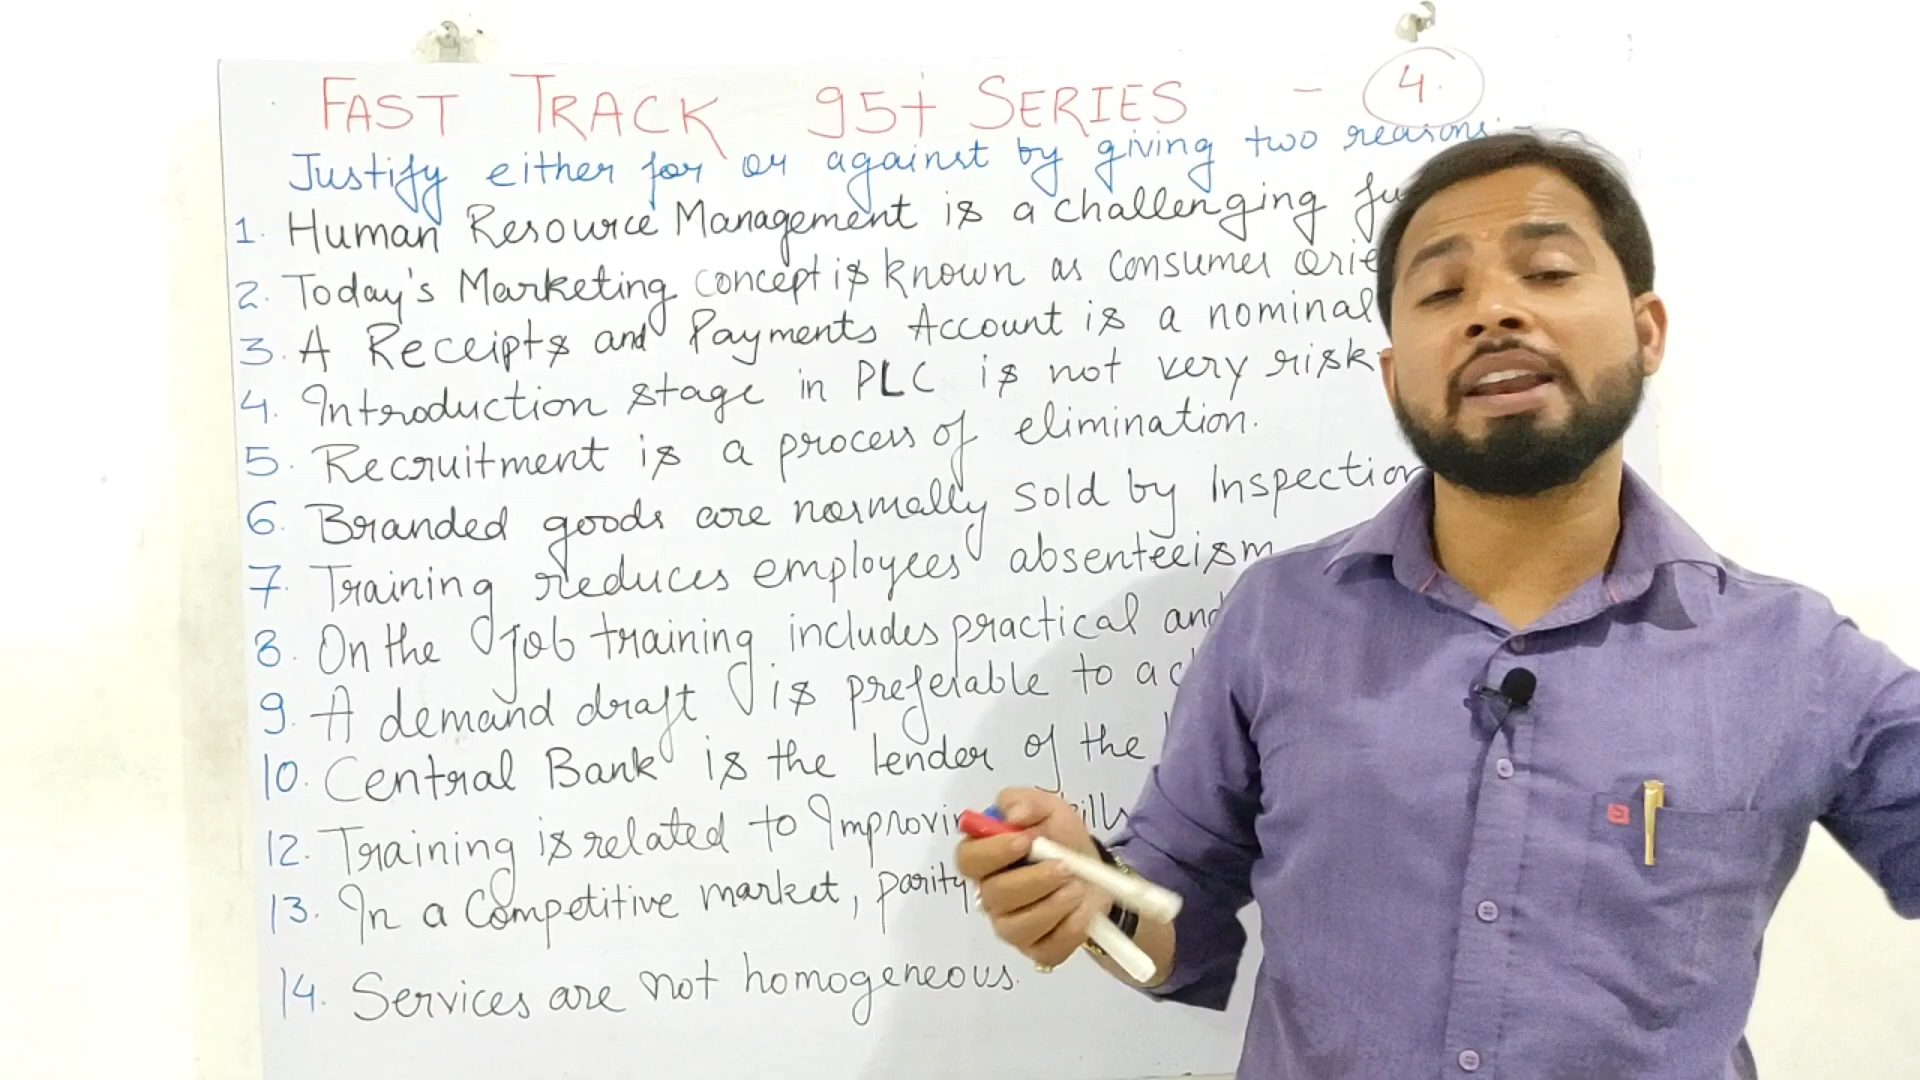 FAST TRACK 95+ SERIES - 4.
Justify either for or against by giving two reasons:-
1. Human Resource Management is a challenging
2. Today's Marketing concept is known as consumer
3. A Receipts and Payments Account is a nominal
4. Introduction stage in PLC is not very
5. Recruitment is a process of elimination.
6. Branded goods are normally sold by Inspection
7. Training reduces employees absenteeism
8. On the Job training includes practical and
9. A demand draft is preferable to a
10. Central Bank is the lender of the
12. Training is related to Improving skills
13. In a Competitive market, parity
14. Services are not homogeneous.